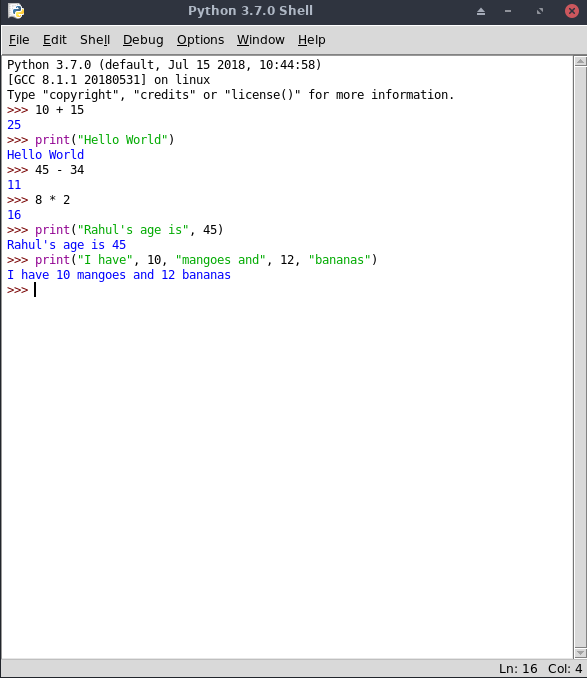 Python 3.7.0 Shell
File Edit Shell Debug Options Window Help
Python 3.7.0 (default, Jul 15 2018, 10:44:58)
[GCC 8.1.1 20180531] on linux
Type "copyright", "credits" or "license()" for more information.
>>> 10 + 15
25
>>> print("Hello World")
Hello World
>>> 45 - 34
11
>>> 8 * 2
16
>>> print("Rahul's age is", 45)
Rahul's age is 45
>>> print("I have", 10, "mangoes and", 12, "bananas")
I have 10 mangoes and 12 bananas
>>>
Ln: 16 Col: 4